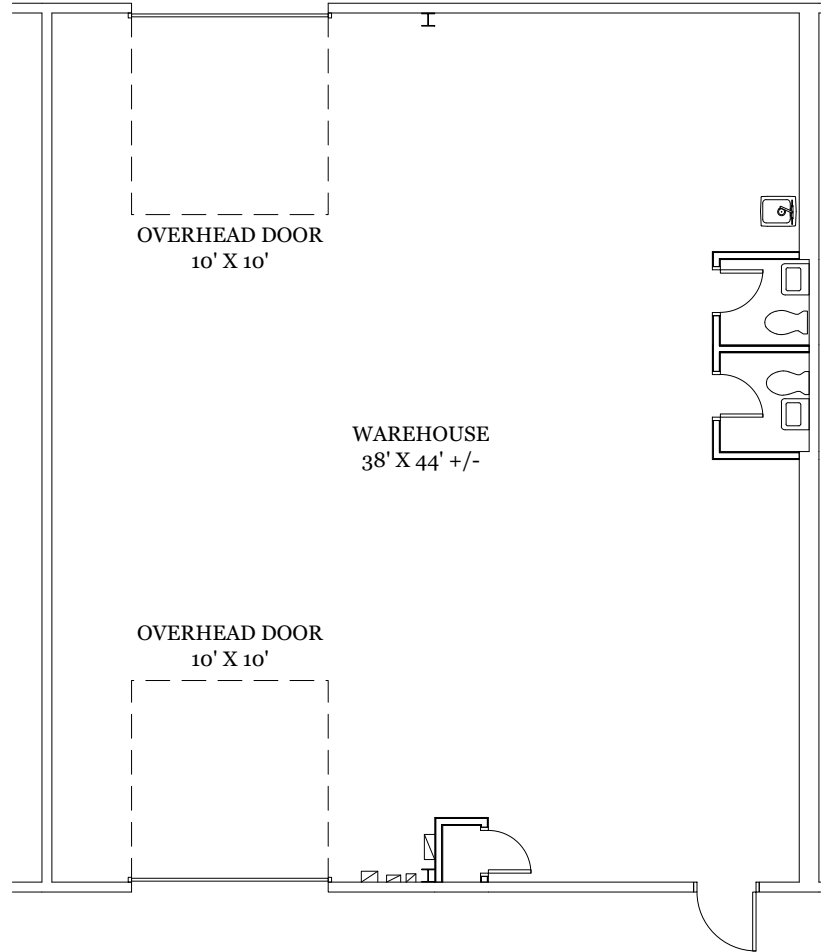 OVERHEAD DOOR
10' X 10'
WAREHOUSE
38' X 44' +/-
OVERHEAD DOOR
10' X 10'